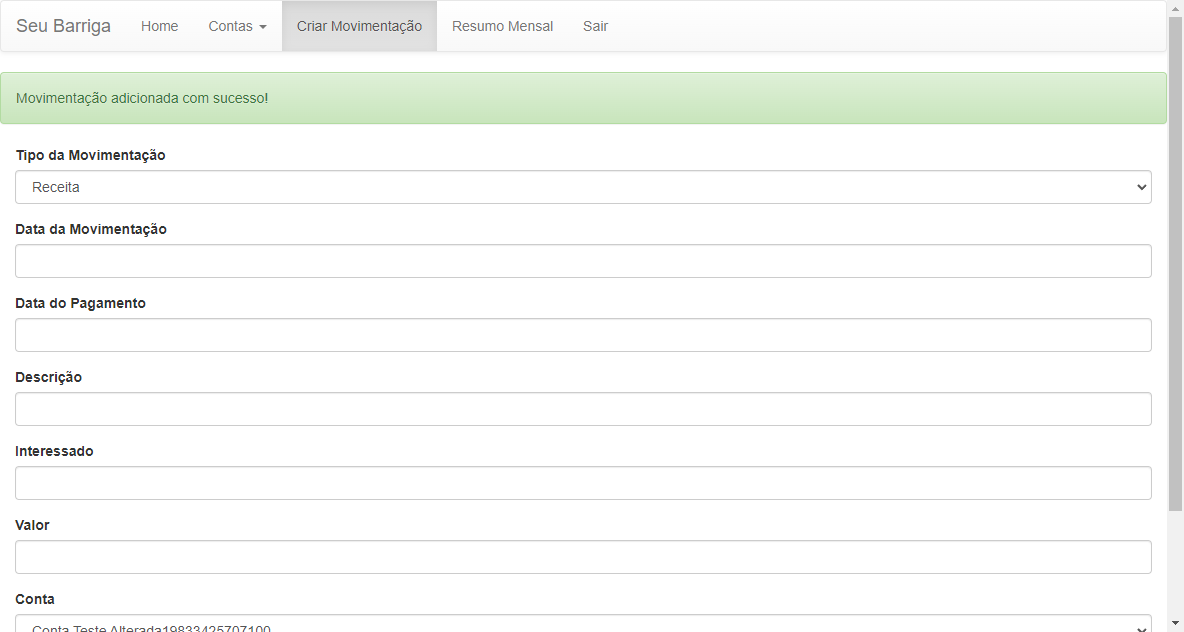 Seu Barriga Home Contas Criar Movimentação Resumo Mensal Sair
Movimentação adicionada com sucesso!
Tipo da Movimentação
Receita
Data da Movimentação
Data do Pagamento
Descrição
Interessado
Valor
Conta
Conta Teste Alterada19833425707100